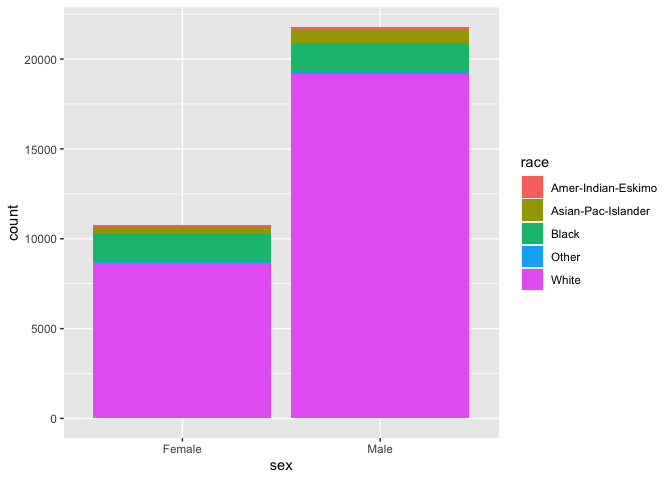 20000
15000
10000
5000
0
count
Female
Male
sex
race
Amer-Indian-Eskimo
Asian-Pac-Islander
Black
Other
White